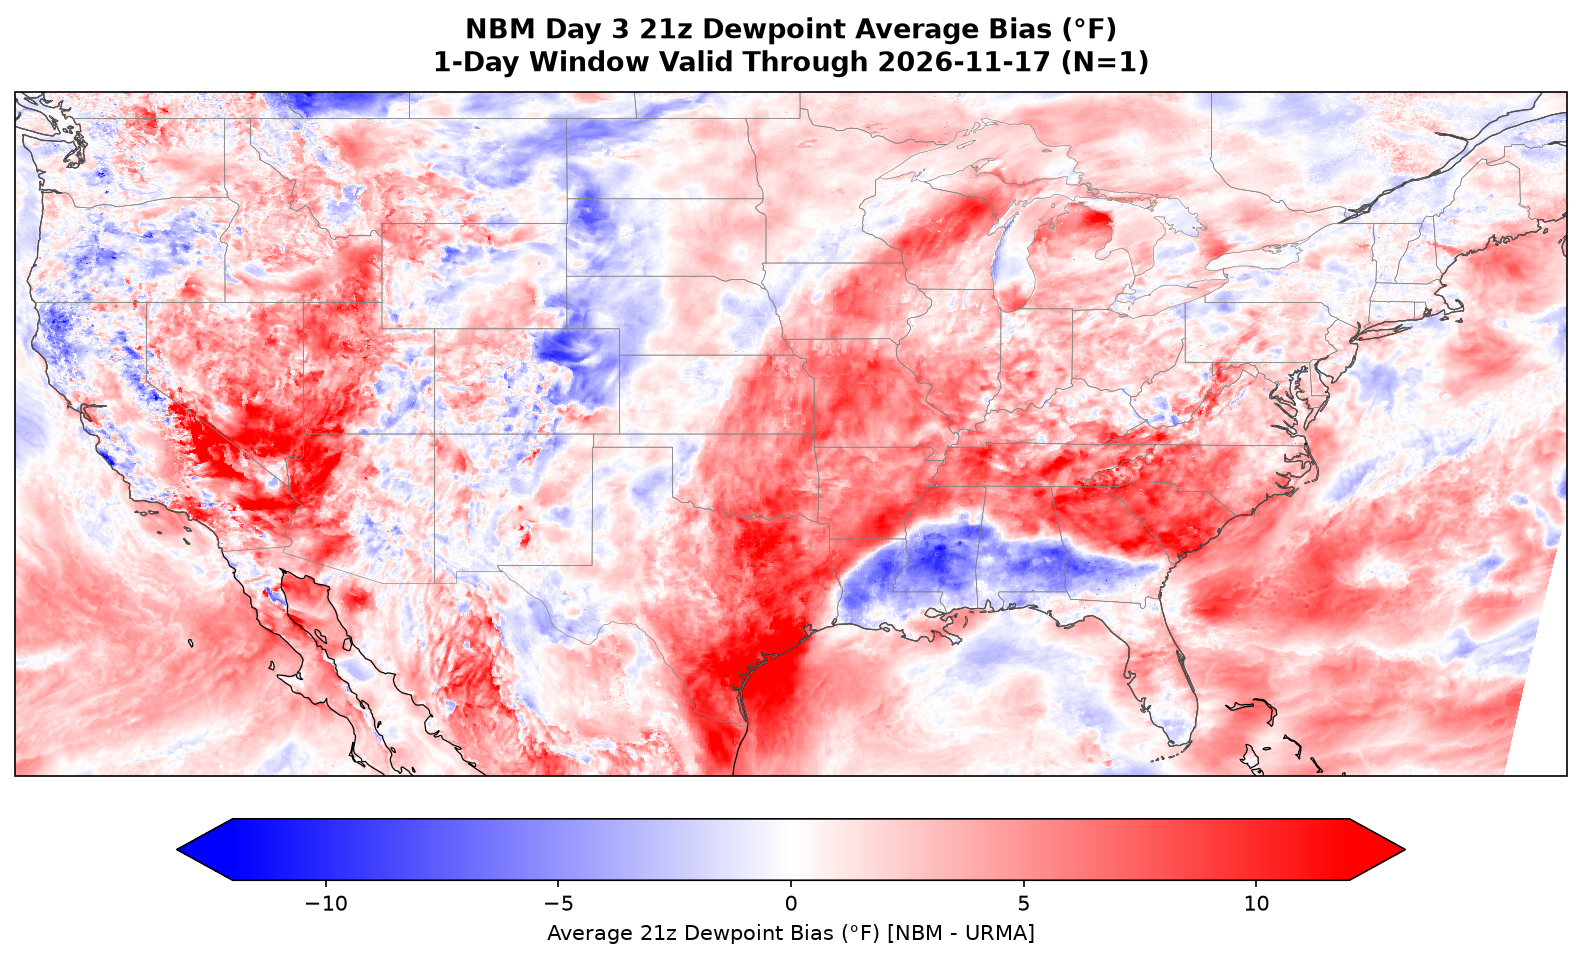 NBM Day 3 21z Dewpoint Average Bias (°F)
1-Day Window Valid Through 2026-11-17 (N=1)
−10 −5 0 5 10
Average 21z Dewpoint Bias (°F) [NBM - URMA]